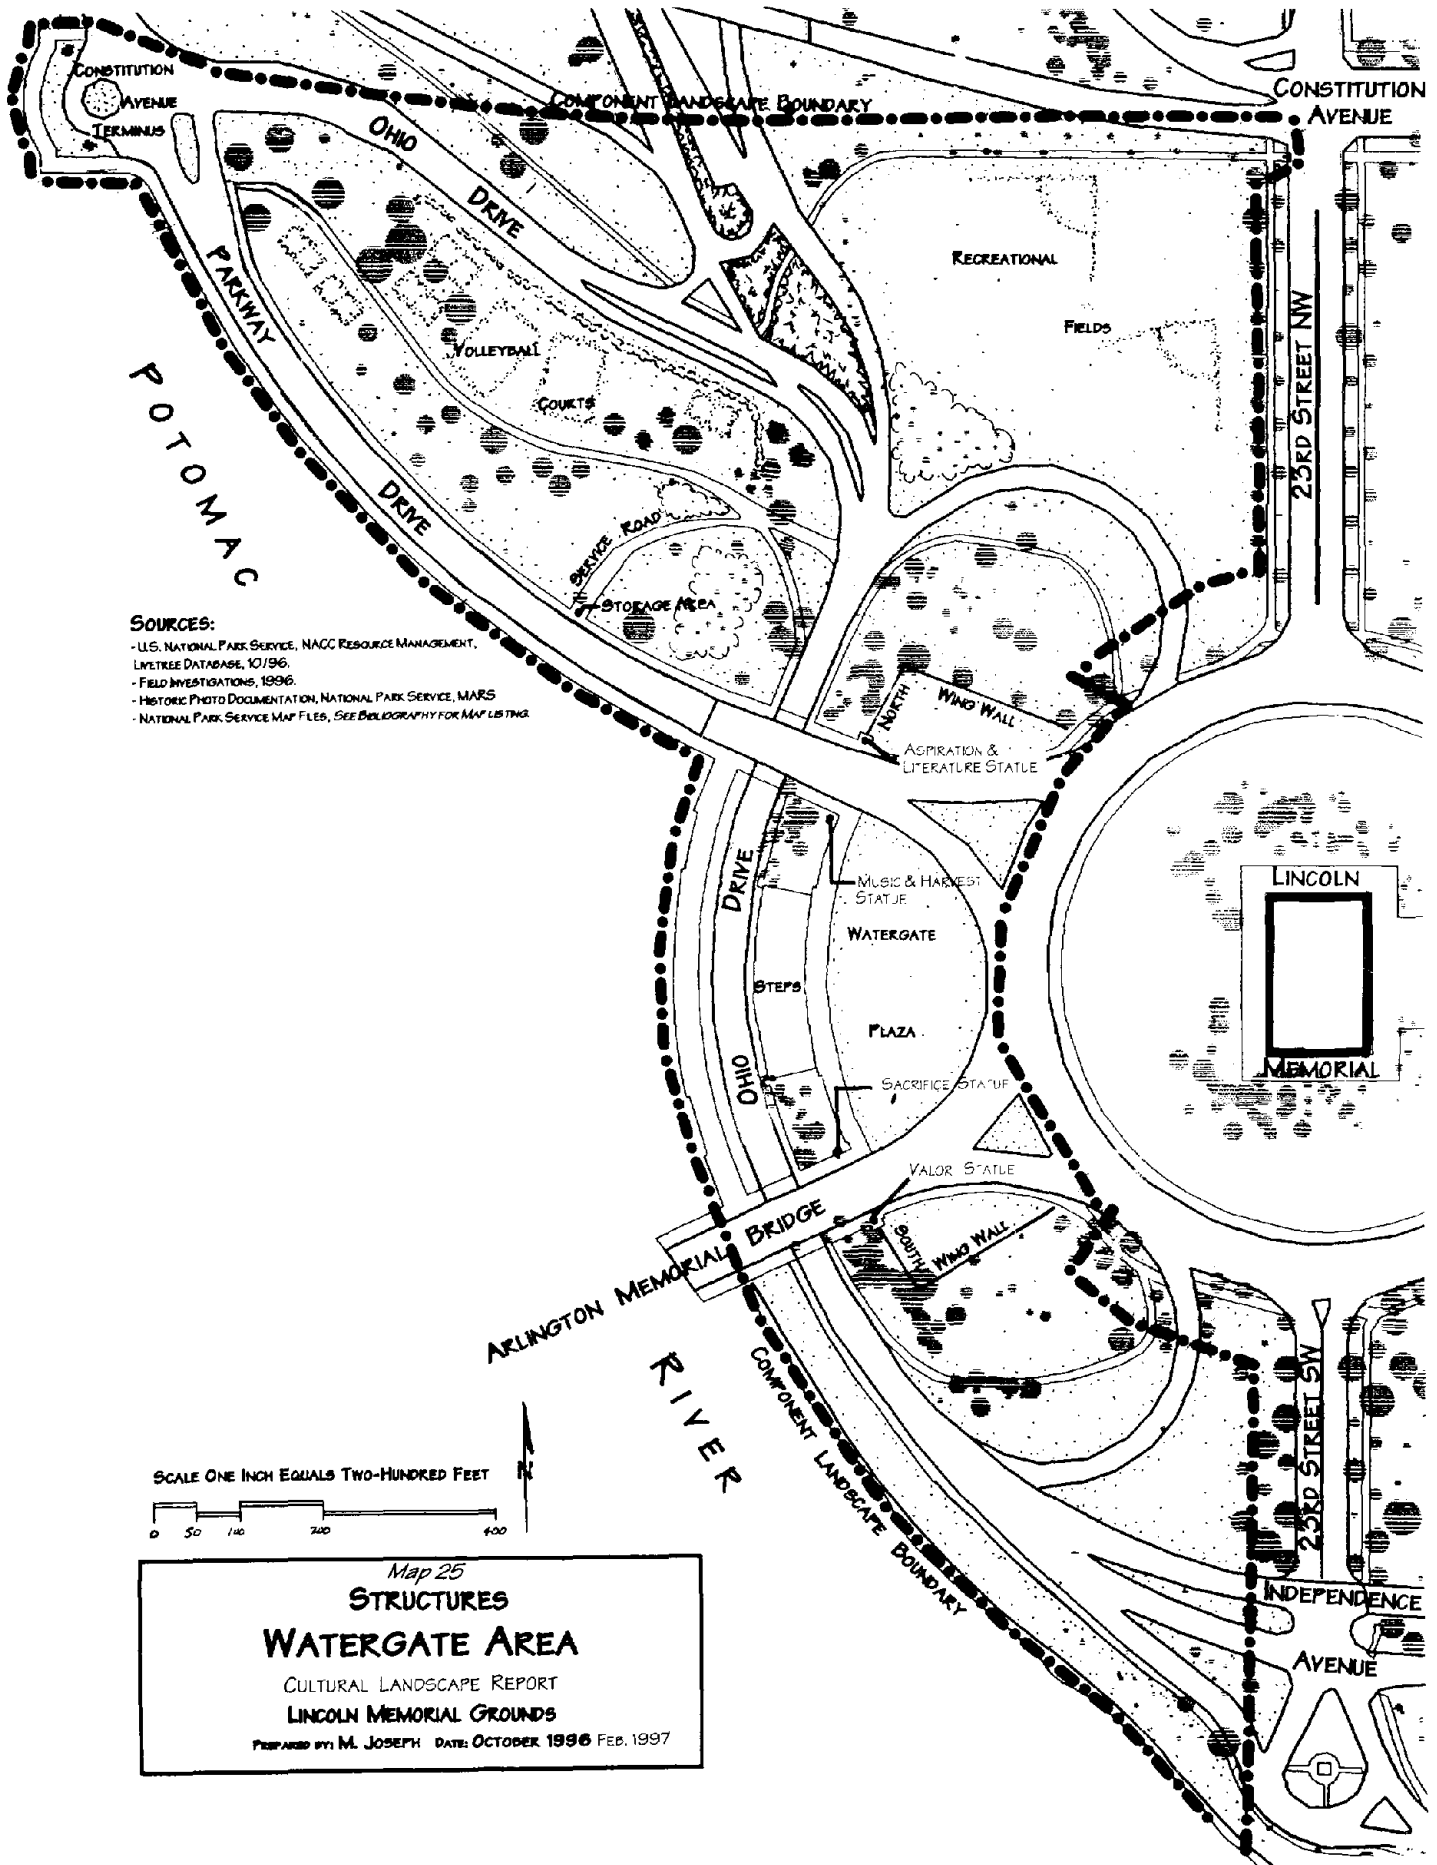 CONSTITUTION
AVENUE
TERMINUS
COMPONENT LANDSCAPE BOUNDARY
CONSTITUTION
AVENUE
OHIO
DRIVE
PARKWAY
DRIVE
RECREATIONAL
FIELDS
23RD STREET NW
VOLLEYBALL
COURTS
POTOMAC
SERVICE ROAD
STORAGE AREA
SOURCES:
- U.S. NATIONAL PARK SERVICE, NACC RESOURCE MANAGEMENT,
LIVETREE DATABASE, 10/96.
- FIELD INVESTIGATIONS, 1996.
- HISTORIC PHOTO DOCUMENTATION, NATIONAL PARK SERVICE, MARS
- NATIONAL PARK SERVICE MAP FILES, SEE BIBLIOGRAPHY FOR MAP LISTING.
NORTH
WING WALL
ASPIRATION &
LITERATURE STATUE
DRIVE
OHIO
MUSIC & HARVEST
STATUE
WATERGATE
PLAZA
STEPS
LINCOLN
MEMORIAL
SACRIFICE STATUE
VALOR STATUE
SOUTH
WING WALL
ARLINGTON MEMORIAL BRIDGE
RIVER
COMPONENT LANDSCAPE BOUNDARY
23RD STREET SW
INDEPENDENCE
AVENUE
SCALE ONE INCH EQUALS TWO-HUNDRED FEET
0 50 100 200 400
N
Map 25
STRUCTURES
WATERGATE AREA
CULTURAL LANDSCAPE REPORT
LINCOLN MEMORIAL GROUNDS
PREPARED BY: M. JOSEPH DATE: OCTOBER 1996 FEB. 1997